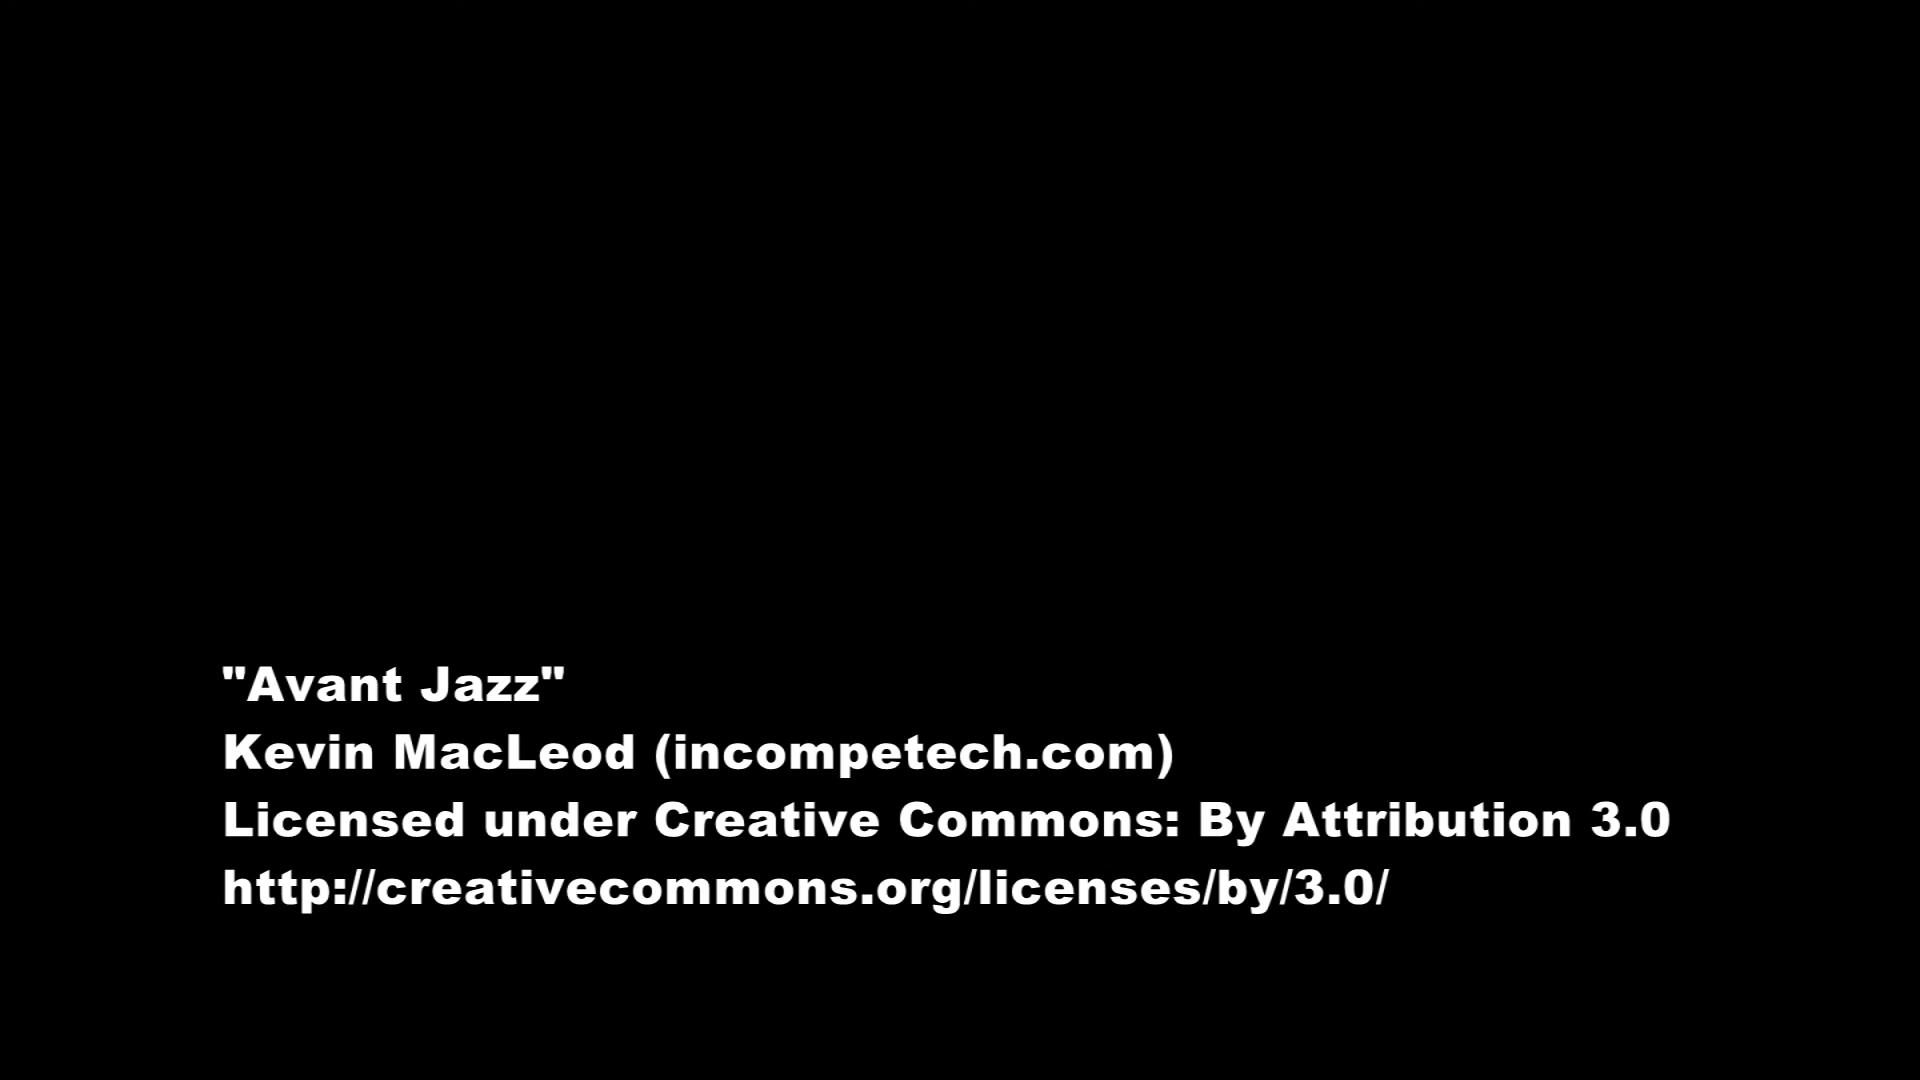 "Avant Jazz"
Kevin MacLeod (incompetech.com)
Licensed under Creative Commons: By Attribution 3.0
http://creativecommons.org/licenses/by/3.0/